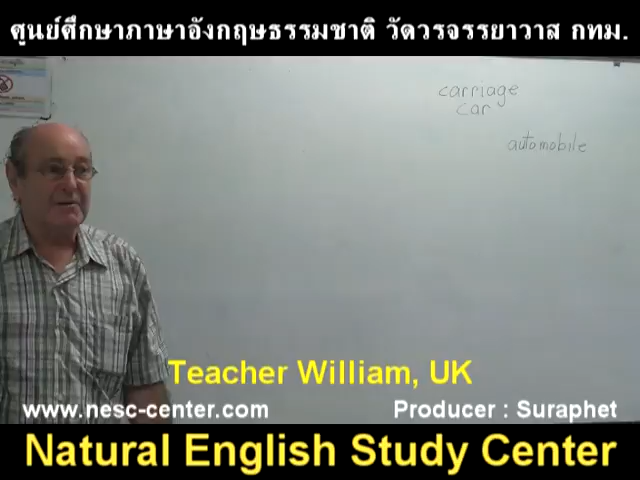 ศูนย์ศึกษาภาษาอังกฤษธรรมชาติ วัดวรจรรยาวาส กทม.
carriage
car
automobile
Teacher William, UK
www.nesc-center.com Producer : Suraphet
Natural English Study Center